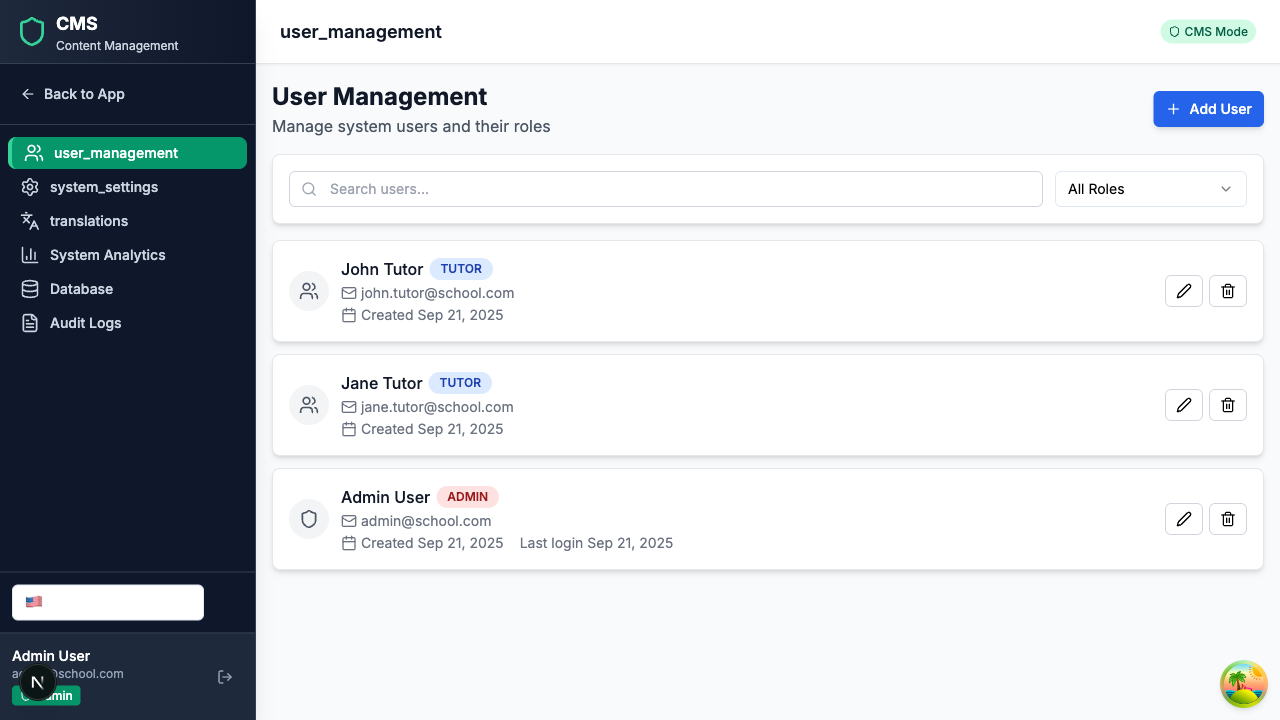 CMS
Content Management
Back to App
user_management
system_settings
translations
System Analytics
Database
Audit Logs
Admin User
school.com
N
user_management
CMS Mode
User Management
Manage system users and their roles
Add User
Search users...
All Roles
John Tutor TUTOR
john.tutor@school.com
Created Sep 21, 2025
Jane Tutor TUTOR
jane.tutor@school.com
Created Sep 21, 2025
Admin User ADMIN
admin@school.com
Created Sep 21, 2025 Last login Sep 21, 2025